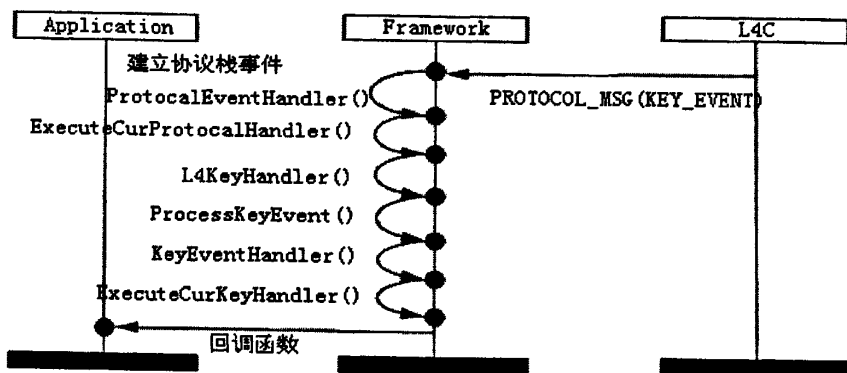 Application Framework L4C
建立协议栈事件
ProtocalEventHandler() PROTOCOL_MSG(KEY_EVENT)
ExecuteCurProtocalHandler()
L4KeyHandler()
ProcessKeyEvent()
KeyEventHandler()
ExecuteCurKeyHandler()
回调函数